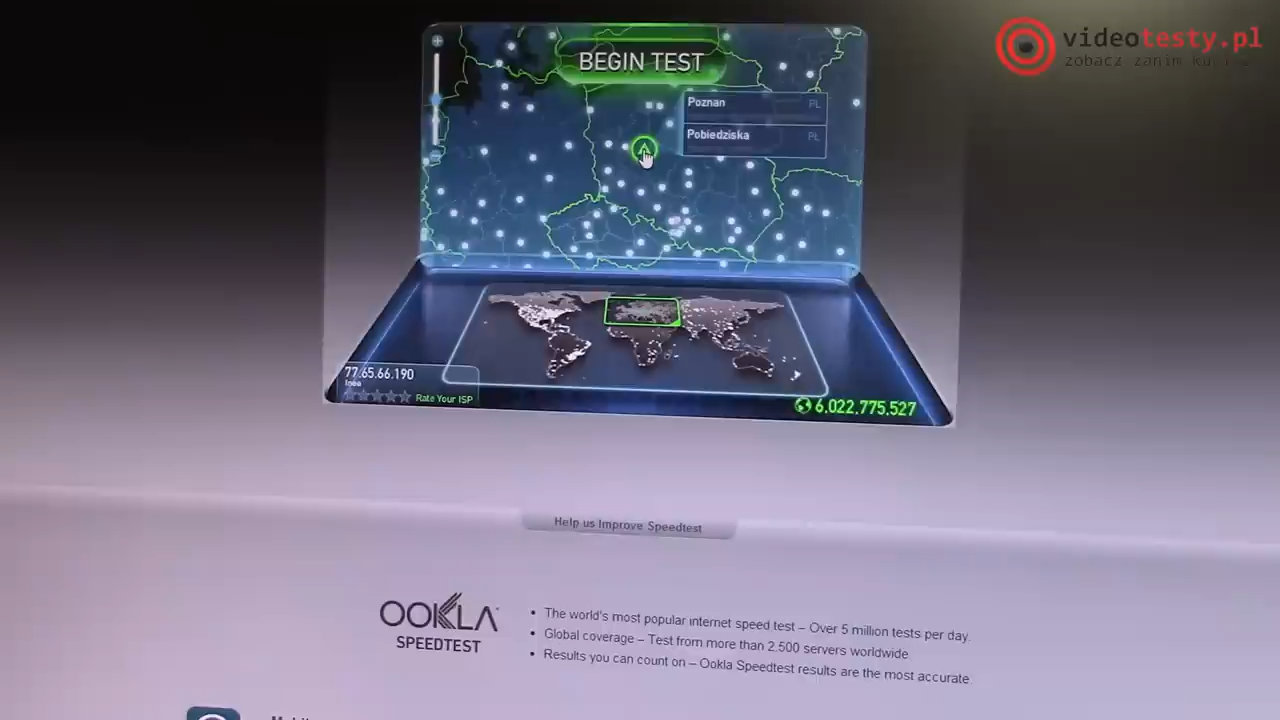 videotesty.pl
BEGIN TEST
Poznan PL
Pobiedziska PL
77.65.66.190
Inea
Rate Your ISP
6,022,775,527
Help us Improve Speedtest
OOKLA
SPEEDTEST
• The world's most popular internet speed test – Over 5 million tests per day.
• Global coverage – Test from more than 2,500 servers worldwide.
• Results you can count on – Ookla Speedtest results are the most accurate.